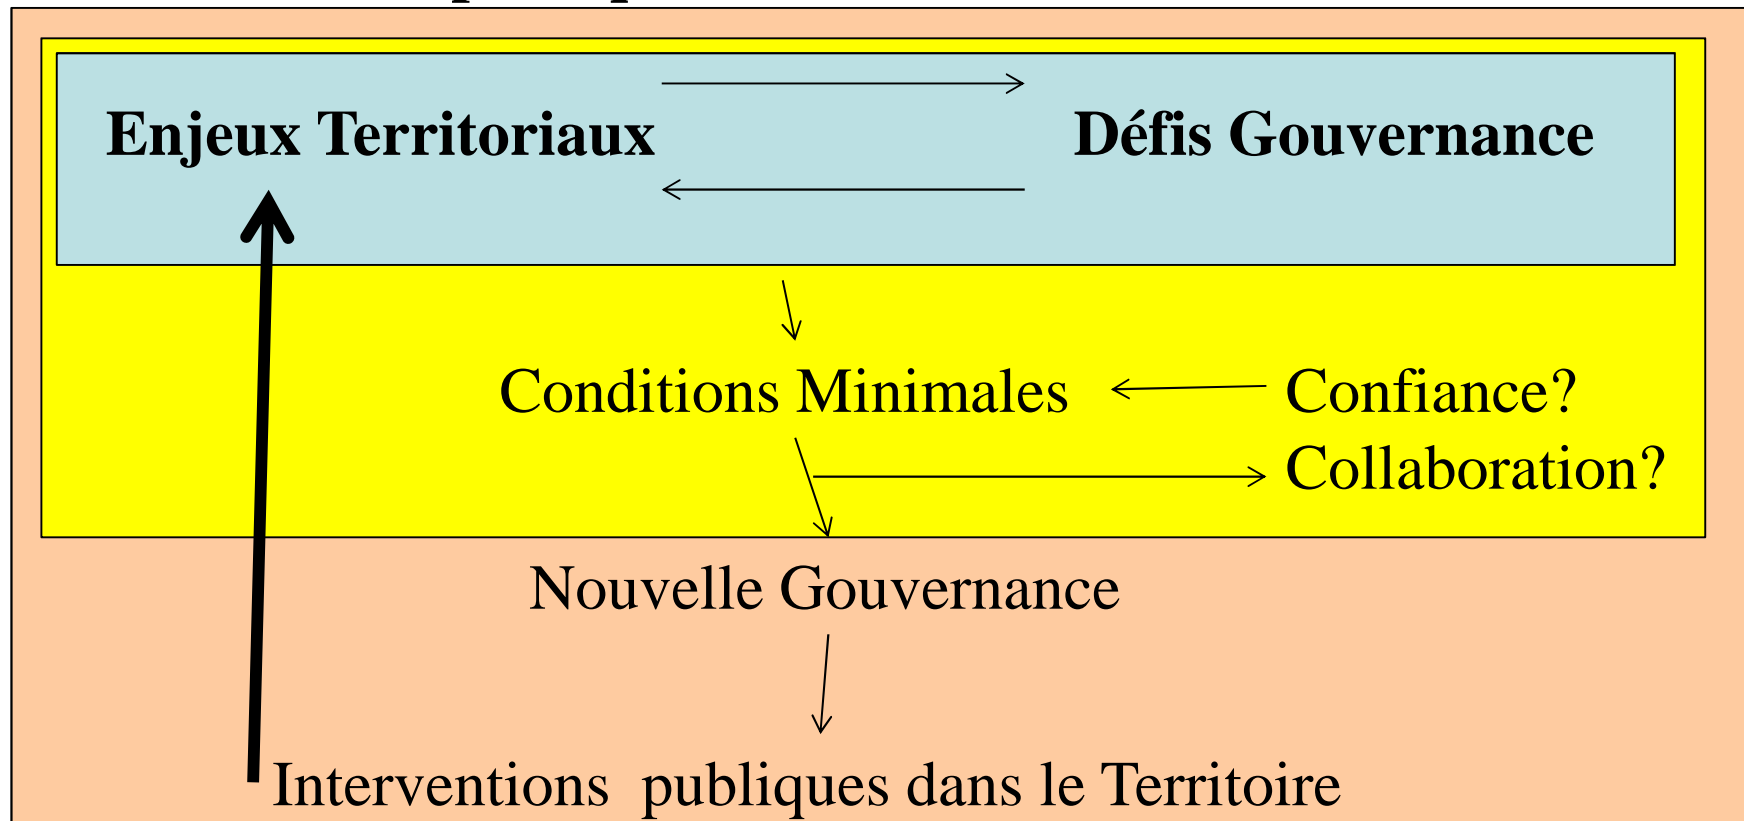 Enjeux Territoriaux
Défis Gouvernance
Conditions Minimales
Confiance?
Collaboration?
Nouvelle Gouvernance
Interventions publiques dans le Territoire